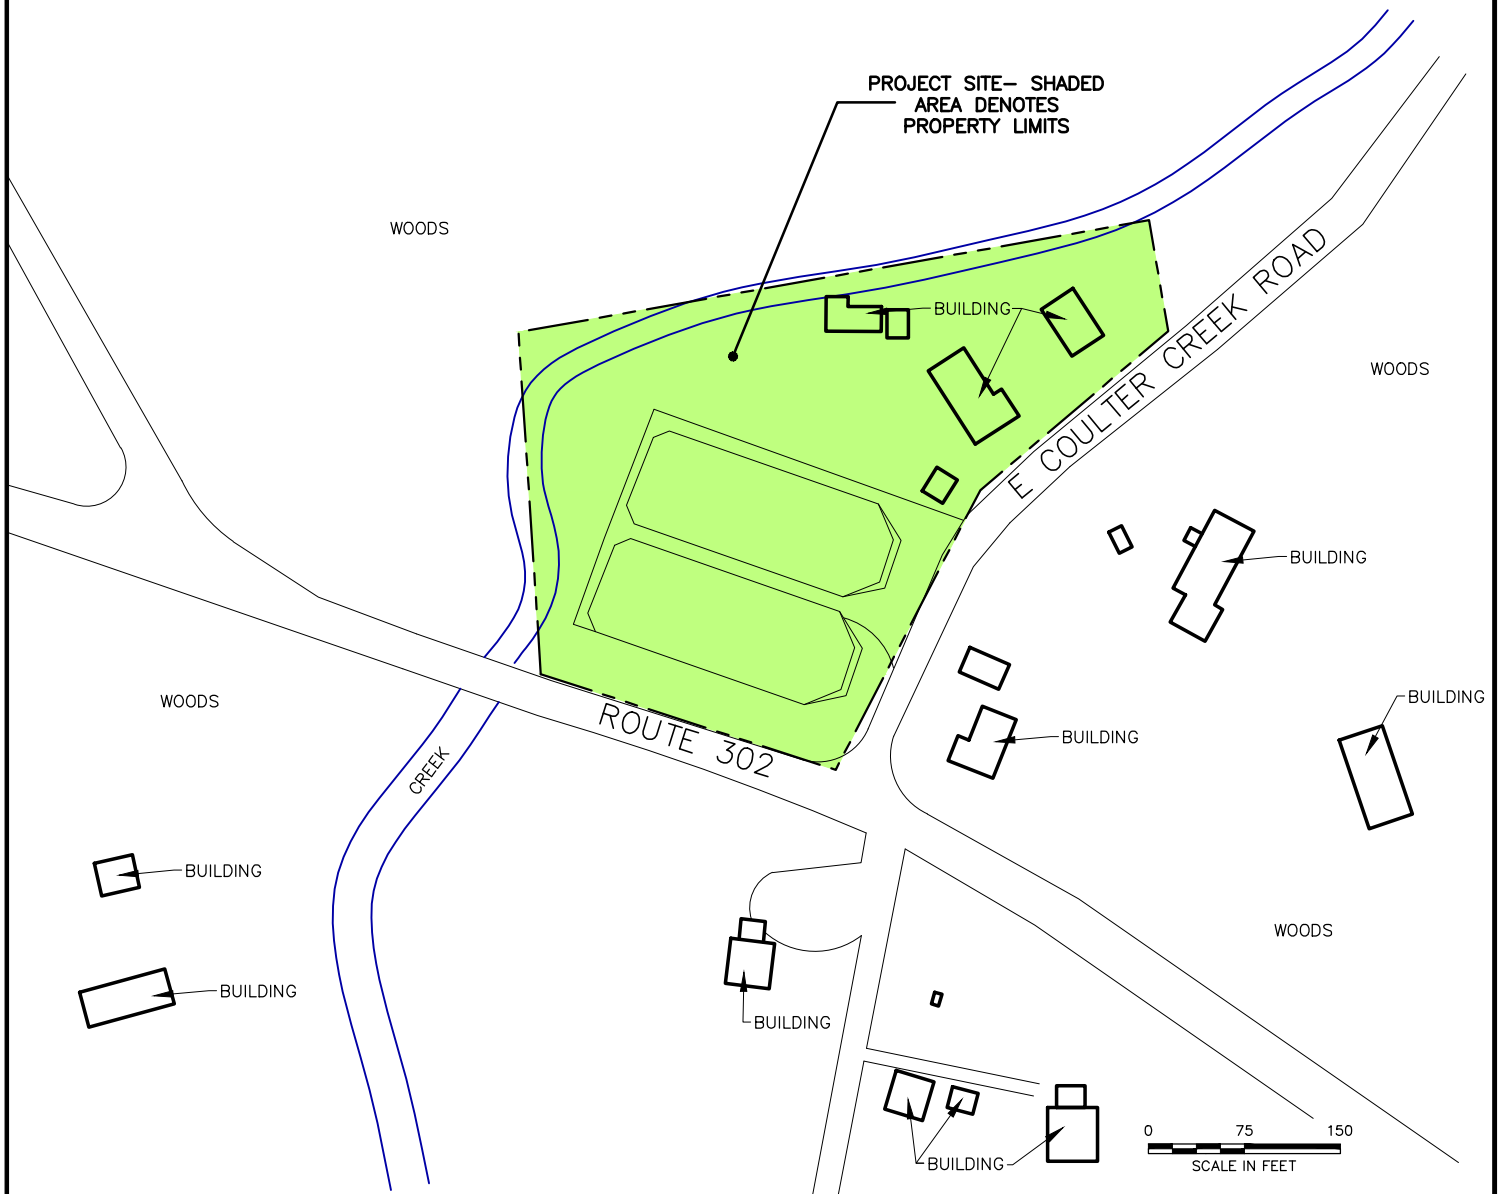 PROJECT SITE– SHADED
AREA DENOTES
PROPERTY LIMITS
WOODS
E COULTER CREEK ROAD
BUILDING
WOODS
BUILDING
WOODS
BUILDING
BUILDING
ROUTE 302
CREEK
BUILDING
WOODS
BUILDING
BUILDING
BUILDING
0 75 150
SCALE IN FEET